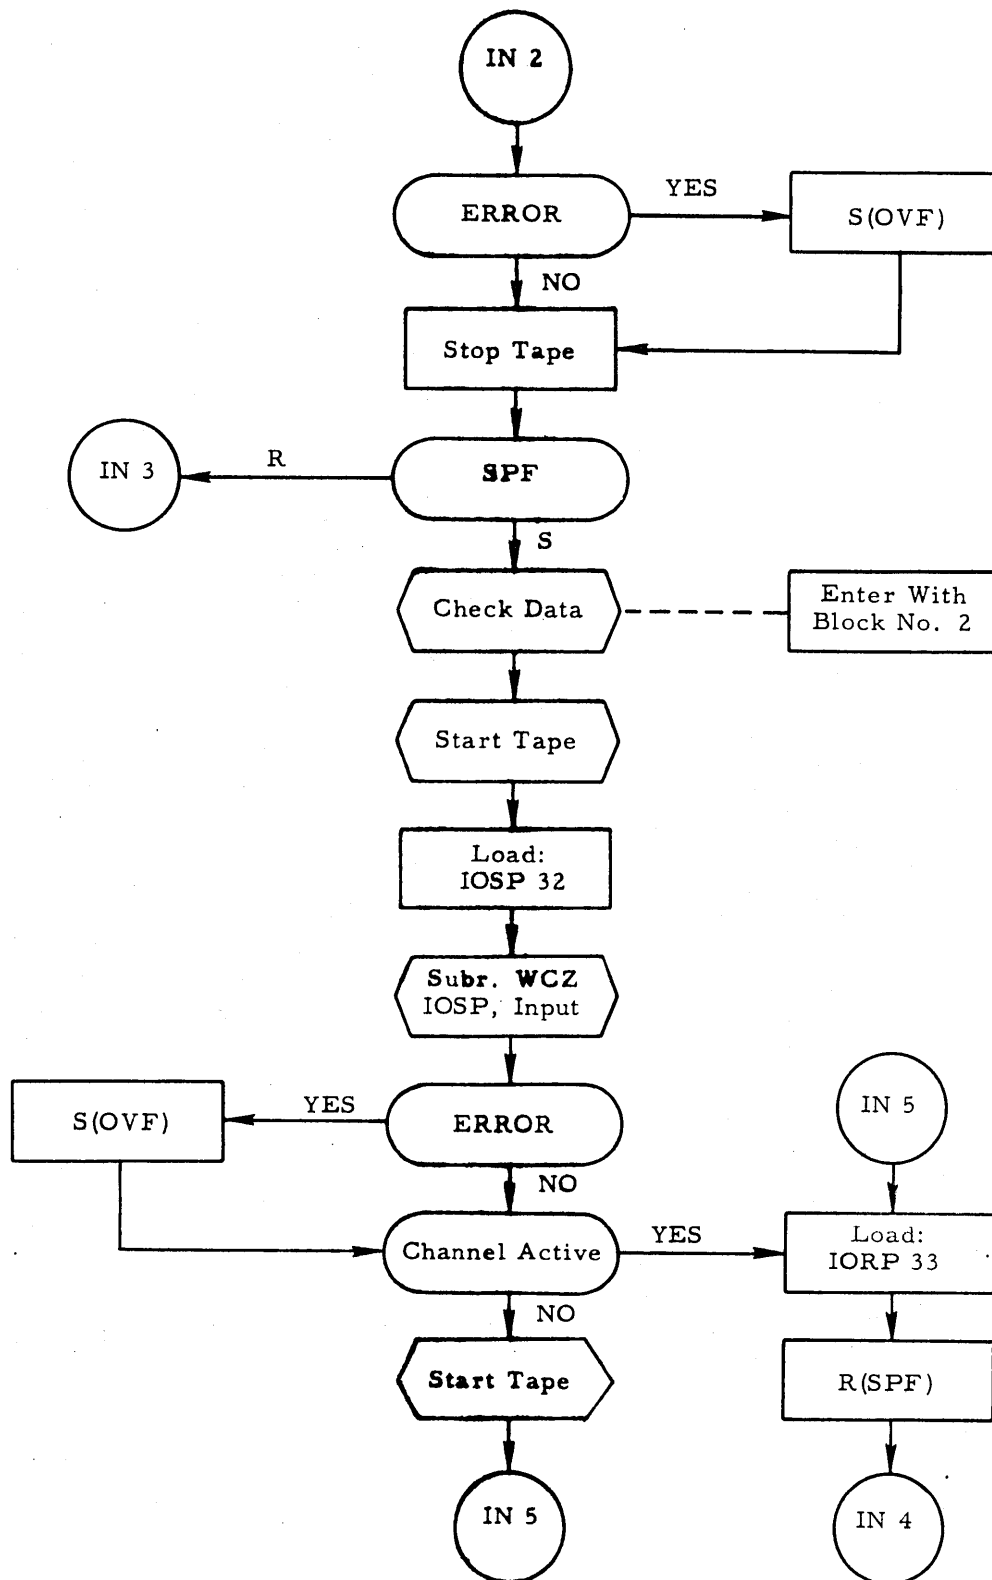 IN 2
ERROR
YES
S(OVF)
NO
Stop Tape
IN 3
R
SPF
S
Check Data
Enter With
Block No. 2
Start Tape
Load:
IOSP 32
Subr. WCZ
IOSP, Input
S(OVF)
YES
ERROR
IN 5
NO
Channel Active
YES
Load:
IORP 33
NO
Start Tape
R(SPF)
IN 5
IN 4